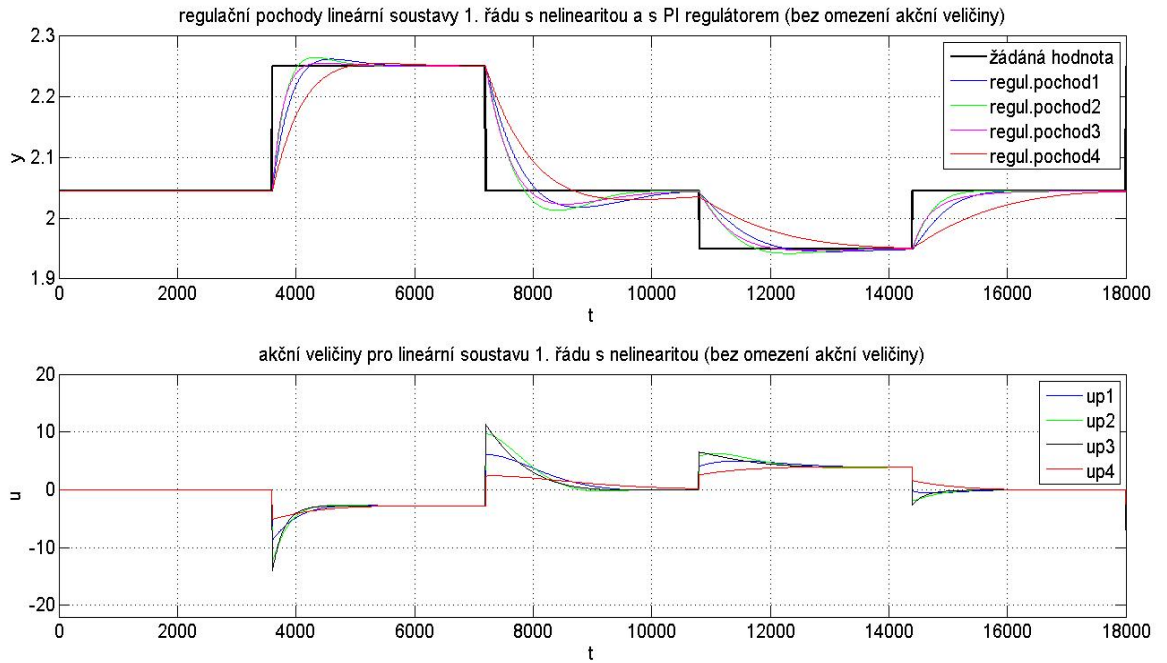 regulační pochody lineární soustavy 1. řádu s nelinearitou a s PI regulátorem (bez omezení akční veličiny)
2.3
2.2
2.1
2
1.9
y
žádáná hodnota
regul.pochod1
regul.pochod2
regul.pochod3
regul.pochod4
0 2000 4000 6000 8000 10000 12000 14000 16000 18000
t
akční veličiny pro lineární soustavu 1. řádu s nelinearitou (bez omezení akční veličiny)
20
10
0
-10
-20
u
up1
up2
up3
up4
0 2000 4000 6000 8000 10000 12000 14000 16000 18000
t